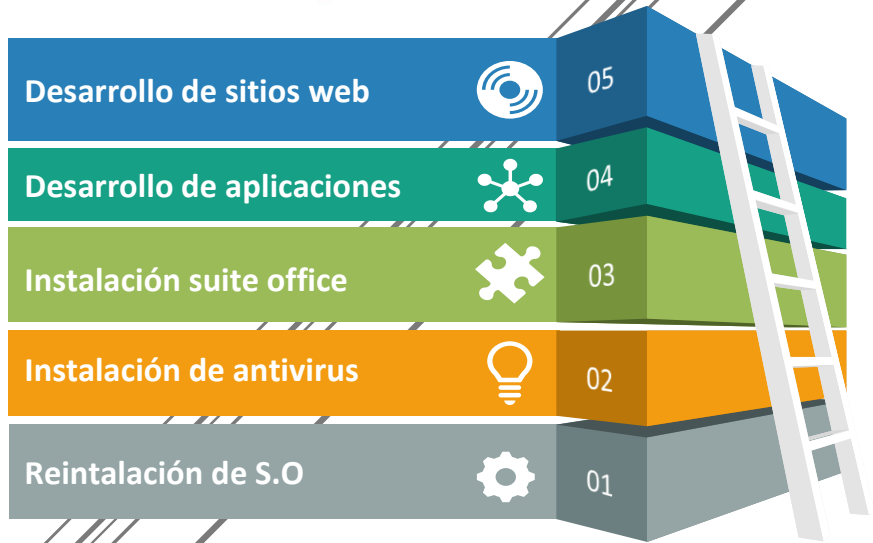 Desarrollo de sitios web 05
Desarrollo de aplicaciones 04
Instalación suite office 03
Instalación de antivirus 02
Reintalación de S.O 01